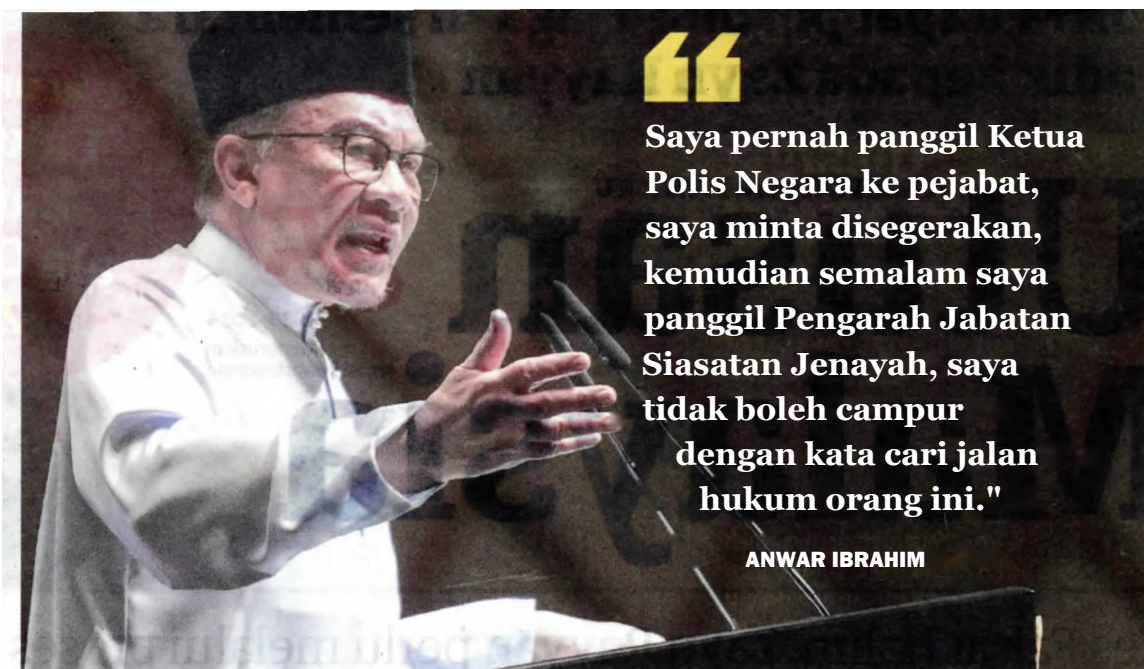 “
Saya pernah panggil Ketua
Polis Negara ke pejabat,
saya minta disegerakan,
kemudian semalam saya
panggil Pengarah Jabatan
Siasatan Jenayah, saya
tidak boleh campur
dengan kata cari jalan
hukum orang ini."
ANWAR IBRAHIM